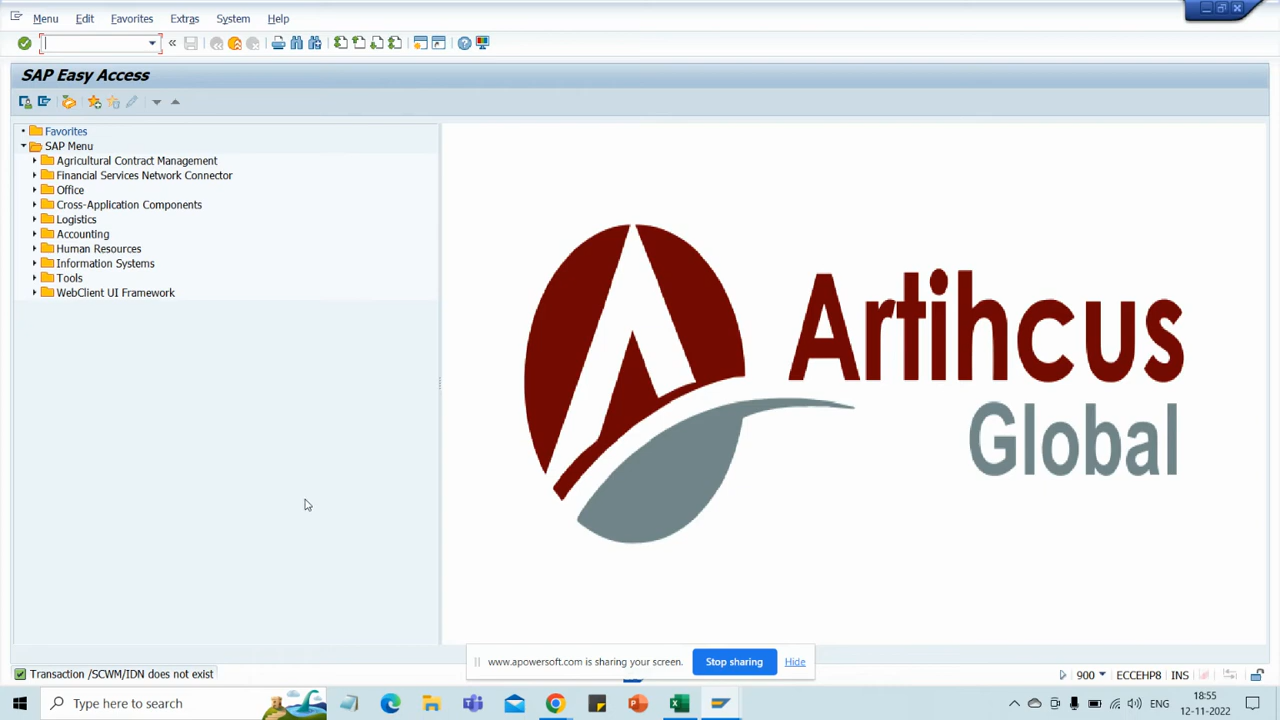 Menu Edit Favorites Extras System Help
SAP Easy Access
Favorites
SAP Menu
Agricultural Contract Management
Financial Services Network Connector
Office
Cross-Application Components
Logistics
Accounting
Human Resources
Information Systems
Tools
WebClient UI Framework
Artihcus
Global
www.apowersoft.com is sharing your screen. Stop sharing Hide
Transaction /SCWM/IDN does not exist
900 ECCEHP8 INS
Type here to search
ENG
18:55
12-11-2022